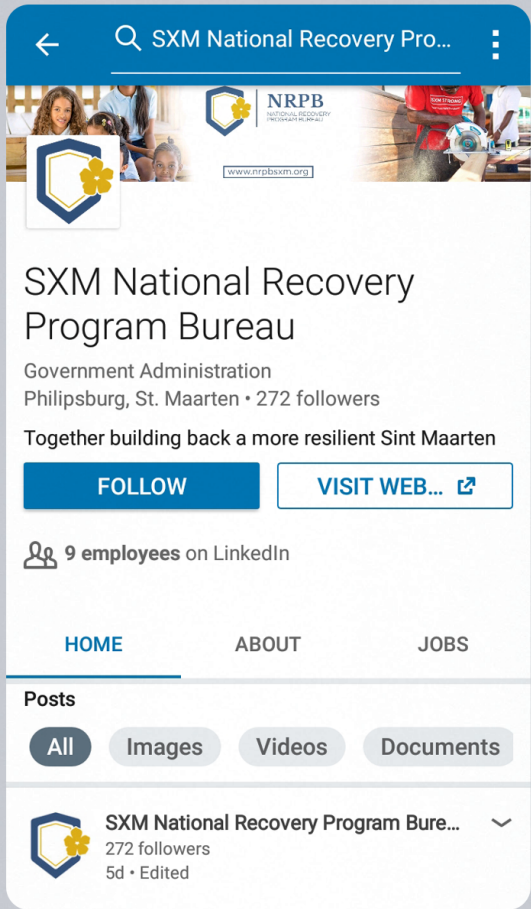 SXM National Recovery Pro...
NRPB
NATIONAL RECOVERY
PROGRAM BUREAU
www.nrpbsxm.org
SXM STRONG
SXM National Recovery
Program Bureau
Government Administration
Philipsburg, St. Maarten • 272 followers
Together building back a more resilient Sint Maarten
FOLLOW
VISIT WEB...
9 employees on LinkedIn
HOME
ABOUT
JOBS
Posts
All
Images
Videos
Documents
SXM National Recovery Program Bure...
272 followers
5d • Edited